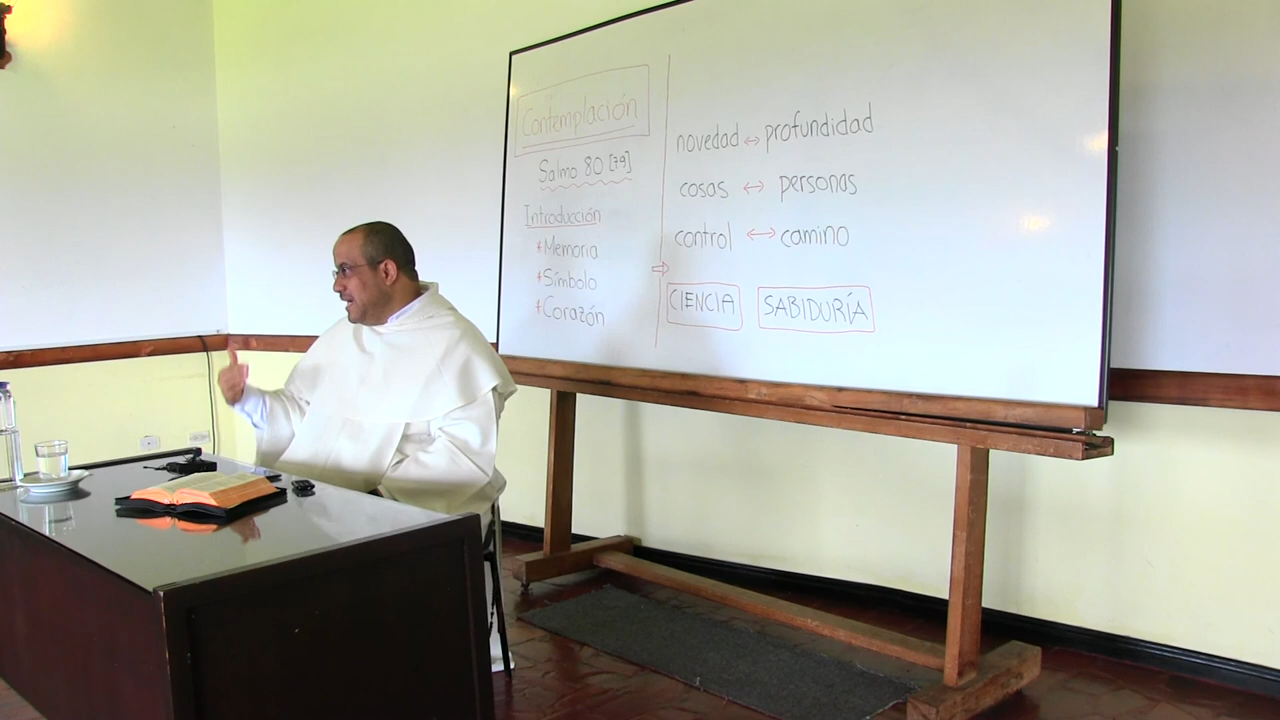 Contemplación
Salmo 80 [79]
Introducción
*Memoria
*Símbolo
*Corazón
novedad ↔ profundidad
cosas ↔ personas
control ↔ camino
⇒ CIENCIA SABIDURÍA